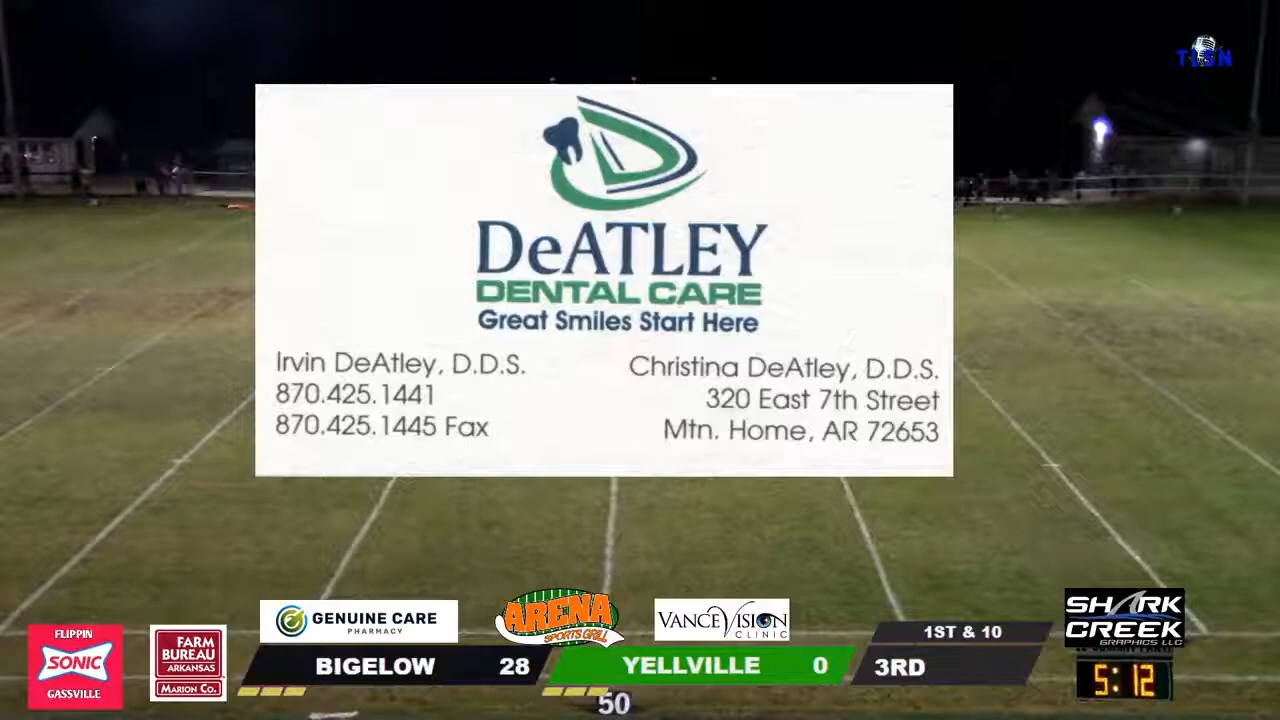 TLSN
DeATLEY
DENTAL CARE
Great Smiles Start Here
Irvin DeAtley, D.D.S.
870.425.1441
870.425.1445 Fax
Christina DeAtley, D.D.S.
320 East 7th Street
Mtn. Home, AR 72653
FLIPPIN
SONIC
GASSVILLE
FARM
BUREAU
ARKANSAS
MARION CO.
GENUINE CARE
PHARMACY
ARENA
SPORTS GRILL
VANCE VISION
CLINIC
SHARK
CREEK
GRAPHICS LLC
1ST & 10
BIGELOW 28 YELLVILLE 0 3RD
5:12
50